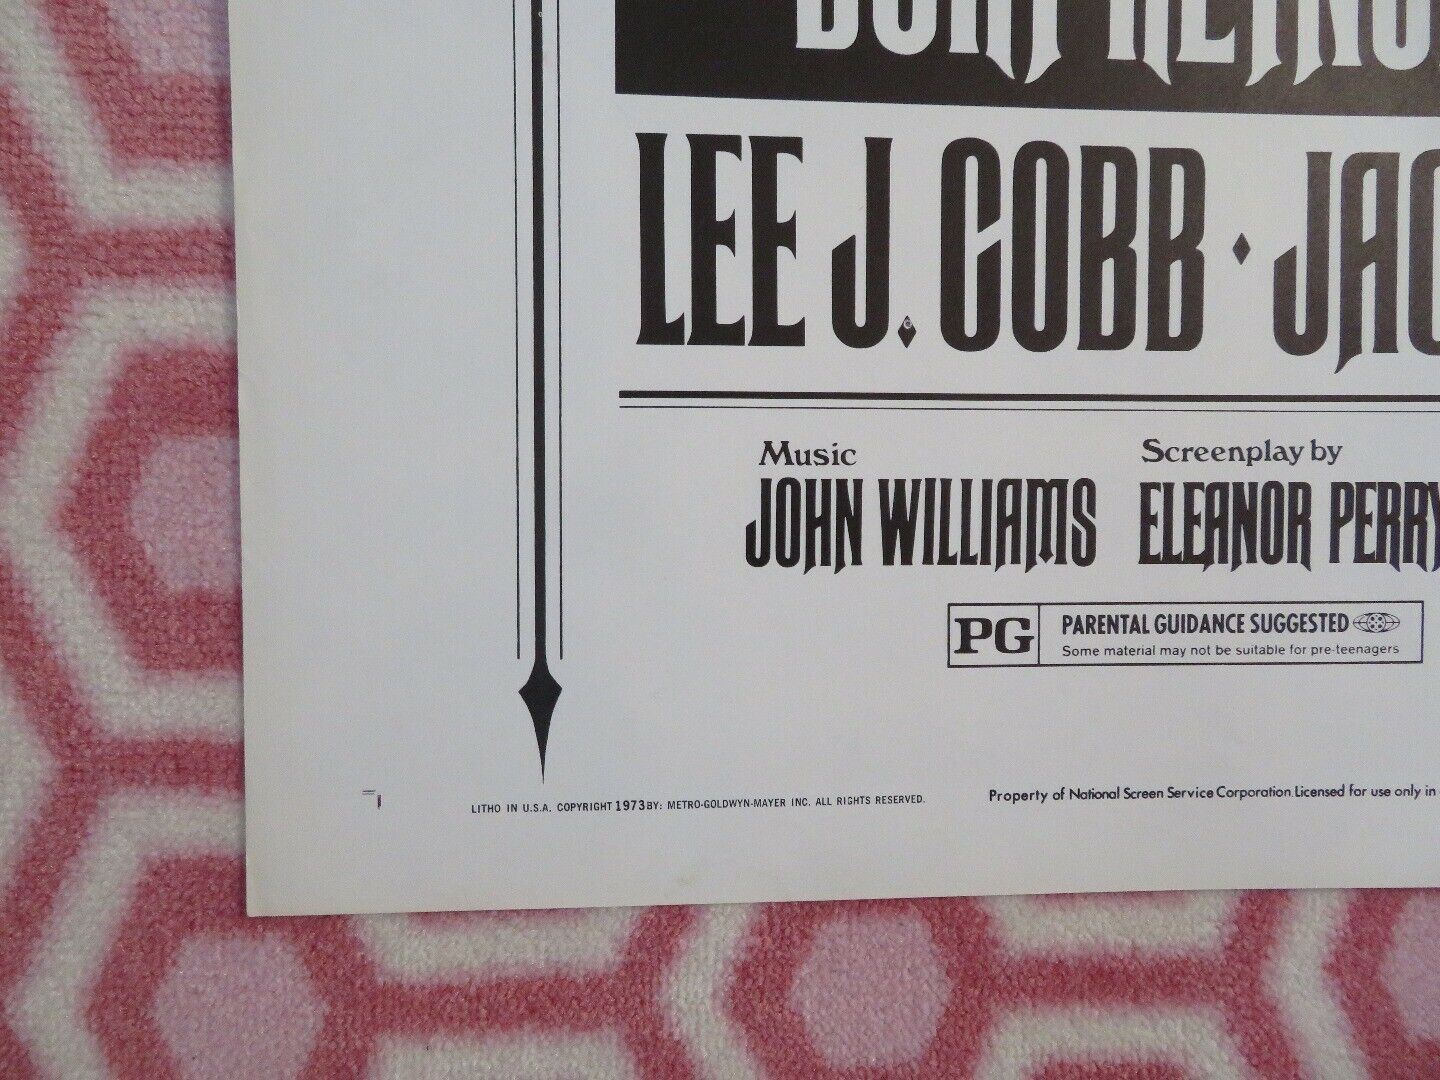 BURT REYNO
LEE J. COBB · JAC
Music
JOHN WILLIAMS
Screenplay by
ELEANOR PERRY
PG
PARENTAL GUIDANCE SUGGESTED
Some material may not be suitable for pre-teenagers
LITHO IN U.S.A. COPYRIGHT 1973 BY: METRO-GOLDWYN-MAYER INC. ALL RIGHTS RESERVED.
Property of National Screen Service Corporation. Licensed for use only in